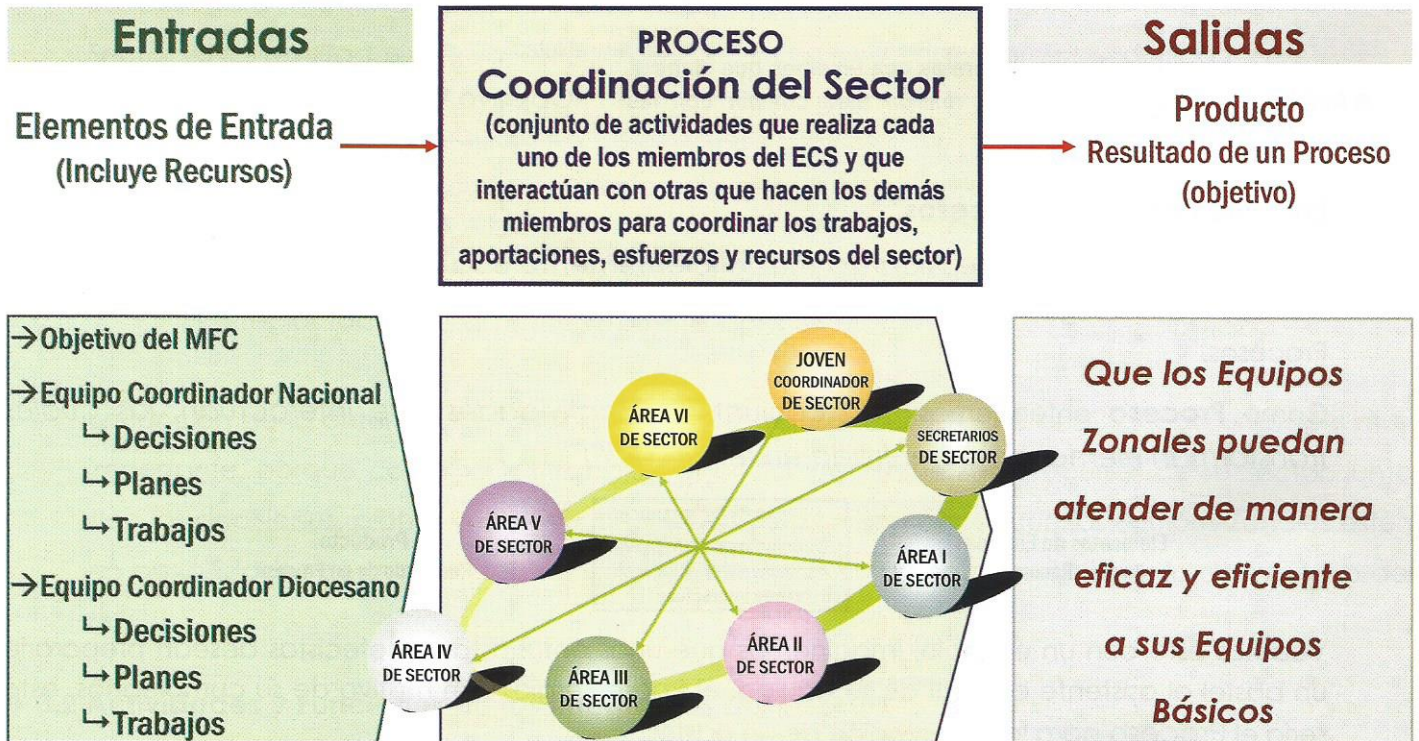 Entradas
Elementos de Entrada
(Incluye Recursos)
PROCESO
Coordinación del Sector
(conjunto de actividades que realiza cada
uno de los miembros del ECS y que
interactúan con otras que hacen los demás
miembros para coordinar los trabajos,
aportaciones, esfuerzos y recursos del sector)
Salidas
Producto
Resultado de un Proceso
(objetivo)
→Objetivo del MFC
→Equipo Coordinador Nacional
↳Decisiones
↳Planes
↳Trabajos
→Equipo Coordinador Diocesano
↳Decisiones
↳Planes
↳Trabajos
JOVEN
COORDINADOR
DE SECTOR
SECRETARIOS
DE SECTOR
ÁREA I
DE SECTOR
ÁREA II
DE SECTOR
ÁREA III
DE SECTOR
ÁREA IV
DE SECTOR
ÁREA V
DE SECTOR
ÁREA VI
DE SECTOR
Que los Equipos
Zonales puedan
atender de manera
eficaz y eficiente
a sus Equipos
Básicos